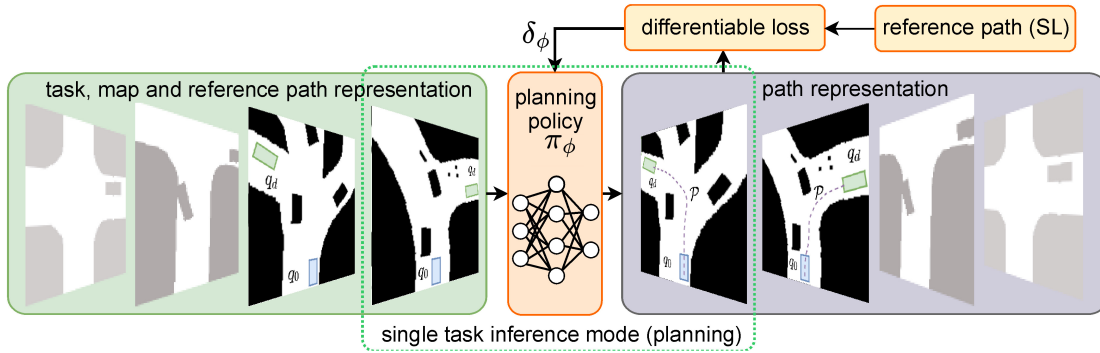 δ_ϕ
differentiable loss
reference path (SL)
task, map and reference path representation
planning
policy
π_ϕ
path representation
q_d
q_0
q_d
q_0
q_d
P
q_0
q_d
P
q_0
single task inference mode (planning)